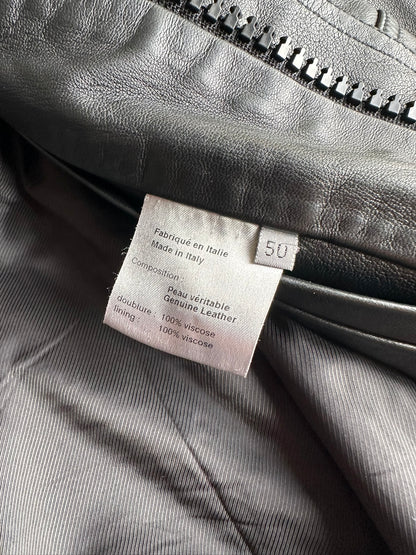 Fabriqué en Italie
Made in Italy
50
Composition :
Peau véritable
Genuine Leather
doublure : 100% viscose
lining : 100% viscose